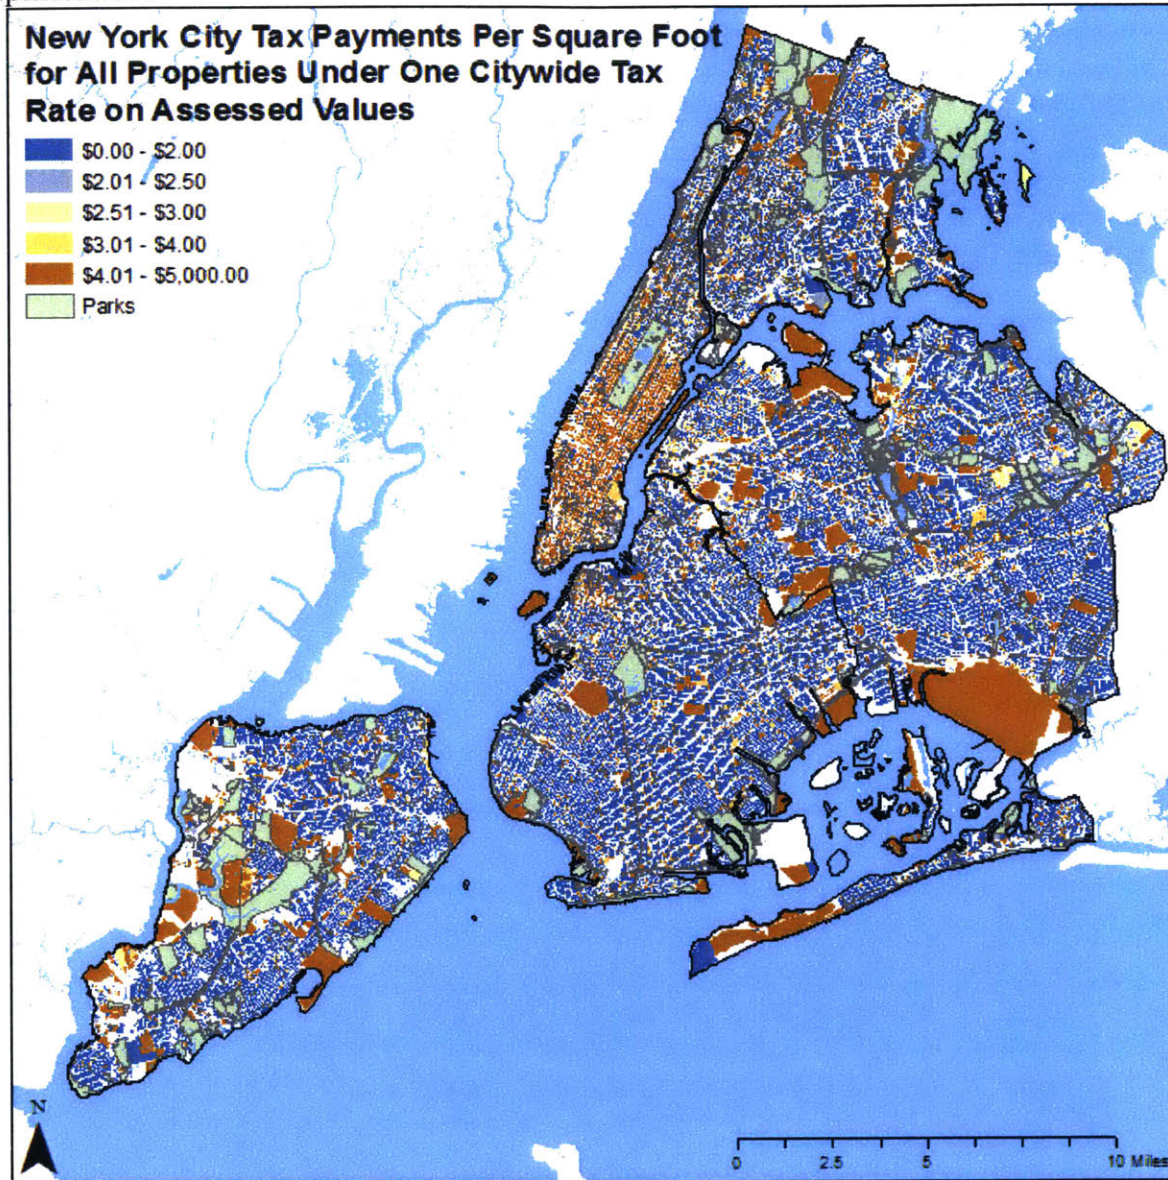 New York City Tax Payments Per Square Foot
for All Properties Under One Citywide Tax
Rate on Assessed Values
$0.00 - $2.00
$2.01 - $2.50
$2.51 - $3.00
$3.01 - $4.00
$4.01 - $5,000.00
Parks
N
0 2.5 5 10 Miles